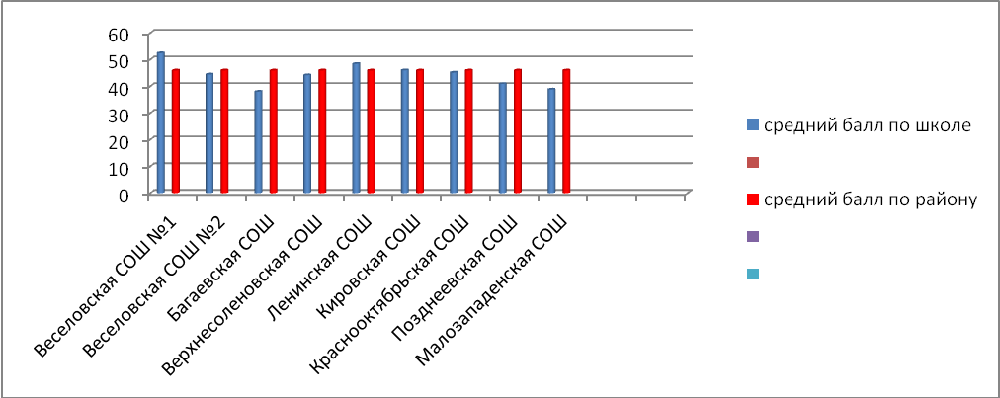 60
50
40
30
20
10
0
Веселовская СОШ №1
Веселовская СОШ №2
Багаевская СОШ
Верхнесоленовская СОШ
Ленинская СОШ
Кировская СОШ
Краснооктябрьская СОШ
Позднеевская СОШ
Малозападенская СОШ
средний балл по школе
средний балл по району